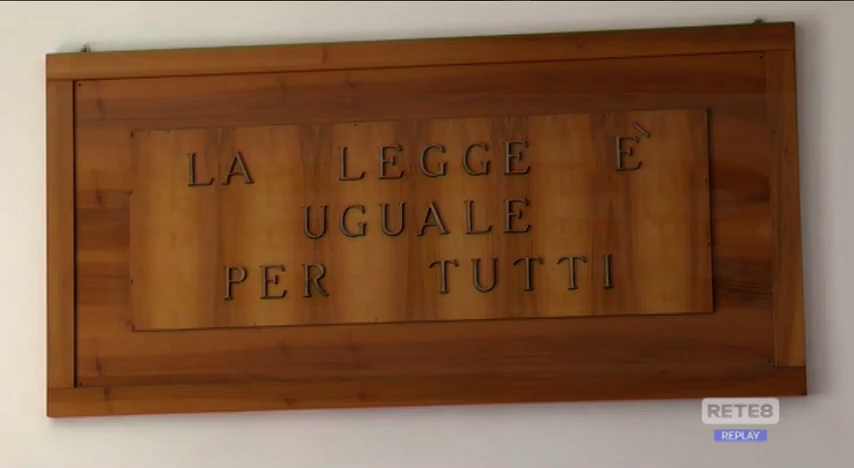 LA LEGGE È
UGUALE
PER TUTTI
RETE8
REPLAY